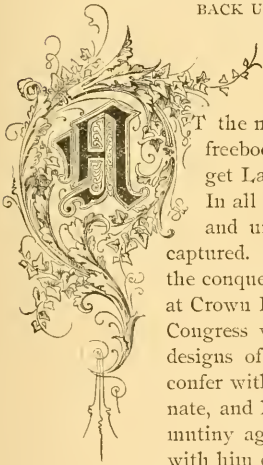 BACK U
AT the m
freeboo
get La
In all
and u
captured.
the conque
at Crown
Congress
designs of
confer with
nate, and
mutiny ag
with him